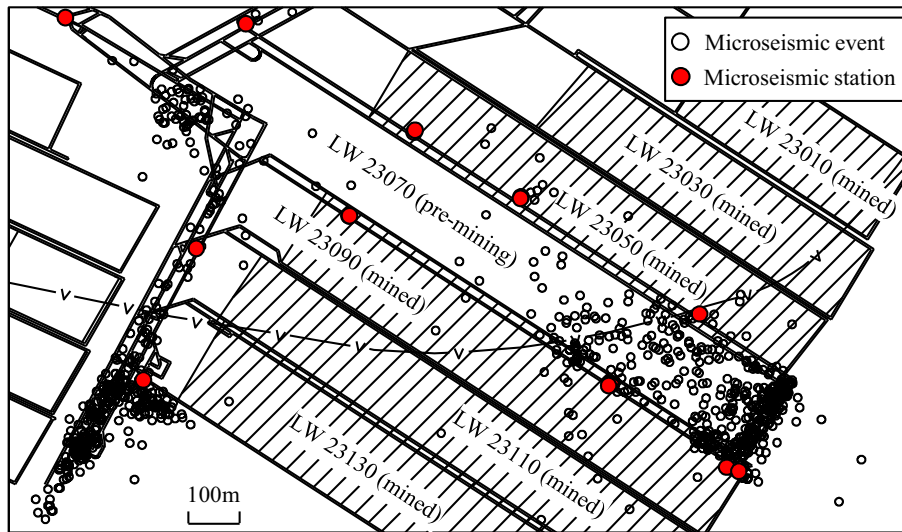 Microseismic event
Microseismic station
LW 23010 (mined)
LW 23030 (mined)
LW 23050 (mined)
LW 23070 (pre-mining)
LW 23090 (mined)
LW 23110 (mined)
LW 23130 (mined)
100m